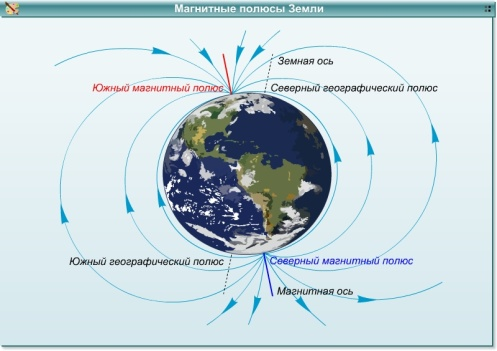 Магнитные полюсы Земли
Земная ось
Южный магнитный полюс
Северный географический полюс
Южный географический полюс
Северный магнитный полюс
Магнитная ось